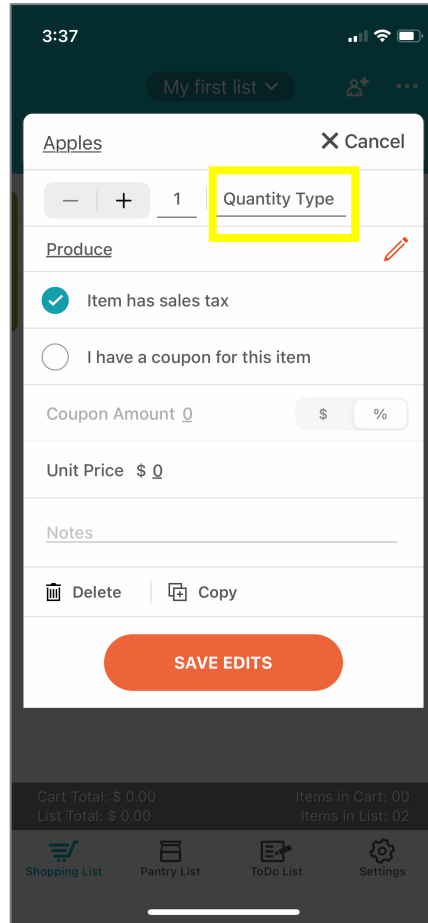 3:37
My first list
Apples
Cancel
1
Quantity Type
Produce
Item has sales tax
I have a coupon for this item
Coupon Amount 0 $ %
Unit Price $ 0
Notes
Delete Copy
SAVE EDITS
Cart Total: $ 0.00 Items in Cart: 00
List Total: $ 0.00 Items in List: 02
Shopping List Pantry List ToDo List Settings